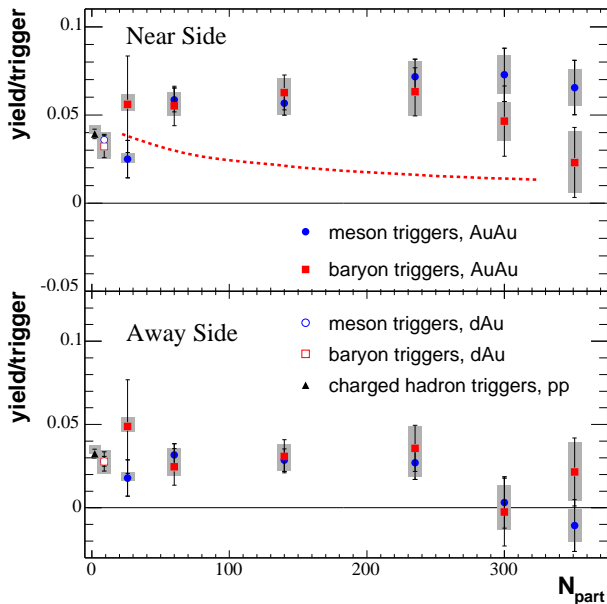 yield/trigger
0.1
Near Side
0.05
0
meson triggers, AuAu
baryon triggers, AuAu
-0.05
0.1
Away Side
meson triggers, dAu
baryon triggers, dAu
charged hadron triggers, pp
yield/trigger
0.05
0
0 100 200 300
N_part